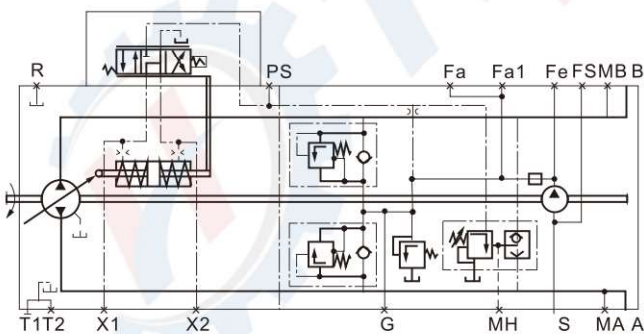 R PS Fa Fa1 Fe FS MB B
T1 T2 X1 X2 G MH S MA A